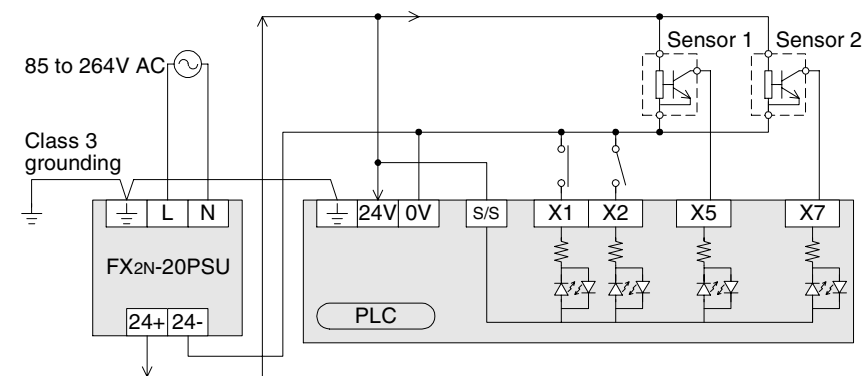 Sensor 1
Sensor 2
85 to 264V AC
Class 3
grounding
L N
24V 0V S/S X1 X2 X5 X7
FX2N-20PSU
PLC
24+ 24-